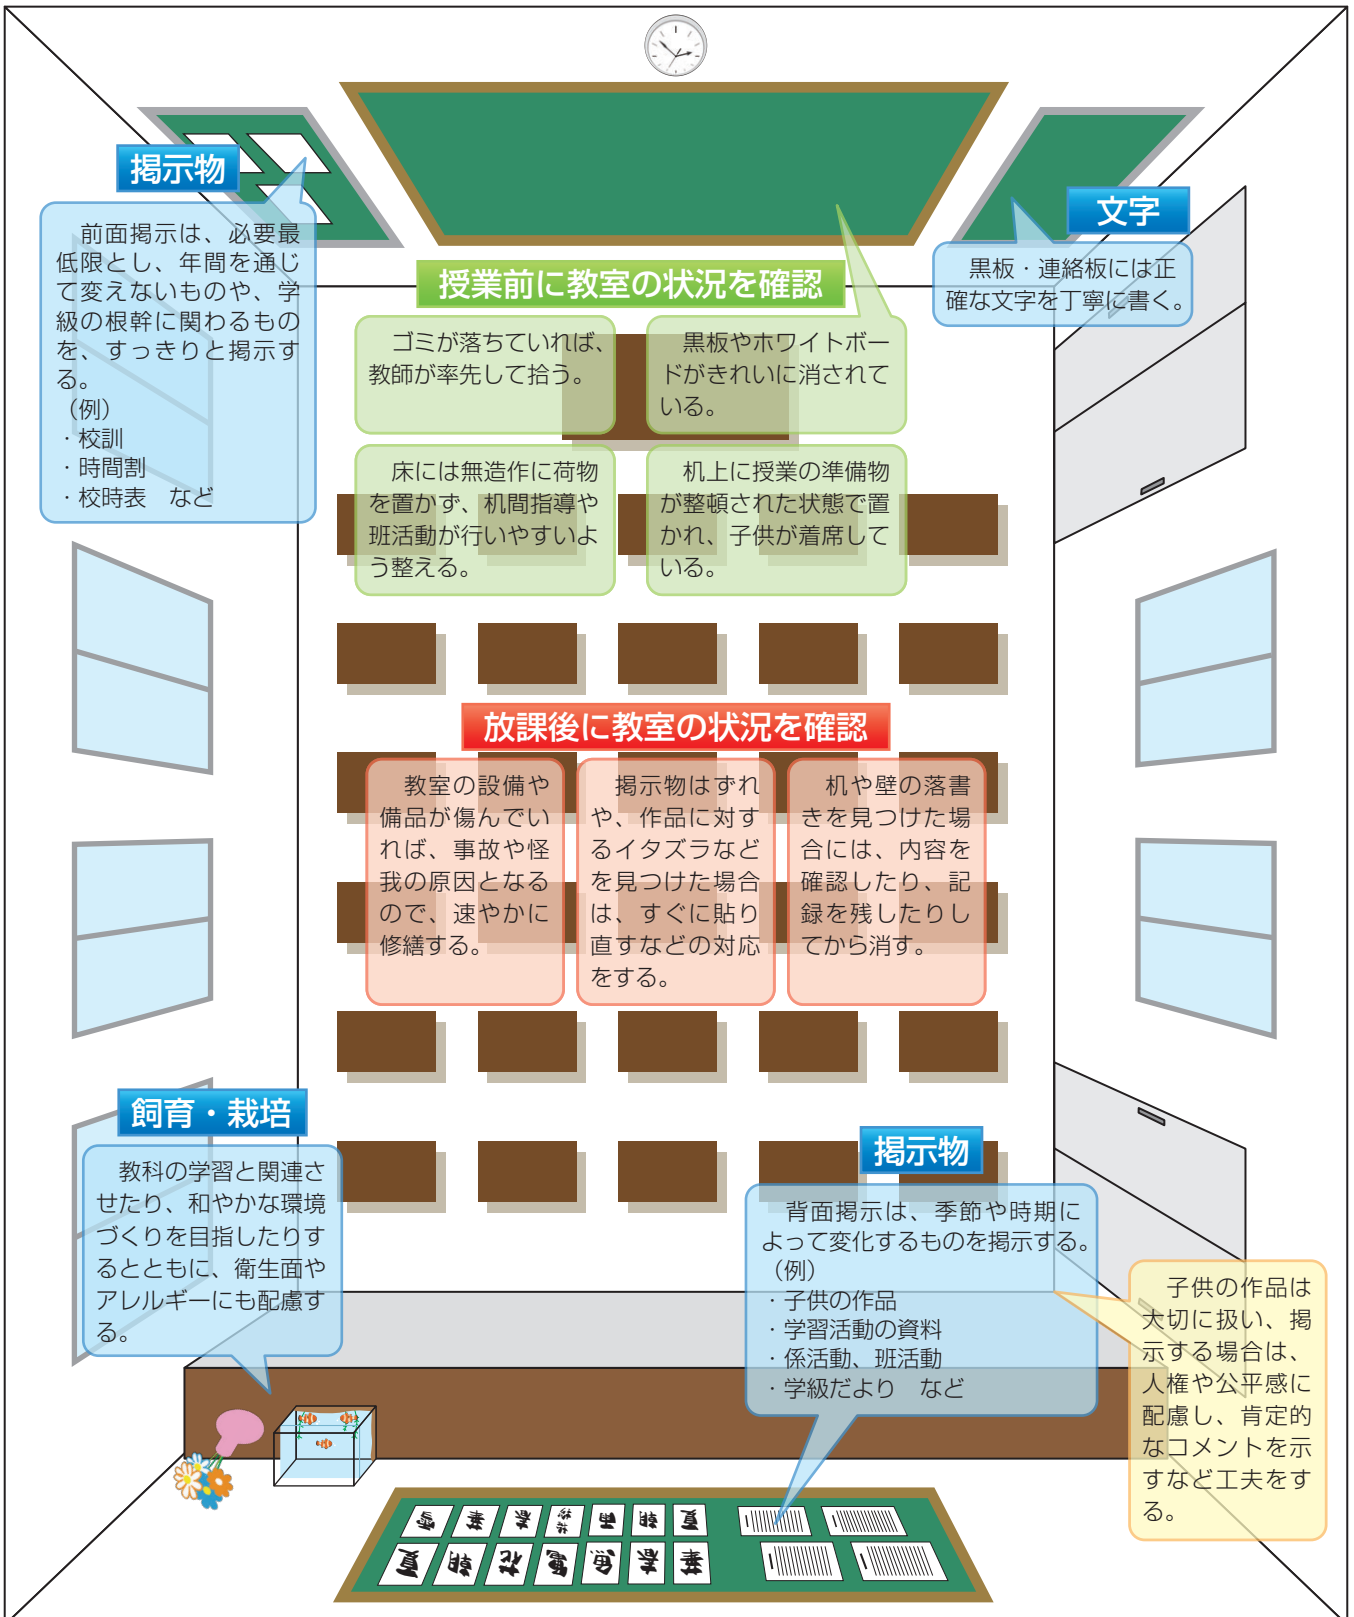 掲示物
前面掲示は、必要最
低限とし、年間を通じ
て変えないものや、学
級の根幹に関わるもの
を、すっきりと掲示す
る。
（例）
・校訓
・時間割
・校時表　など
文字
黒板・連絡板には正
確な文字を丁寧に書く。
授業前に教室の状況を確認
ゴミが落ちていれば、
教師が率先して拾う。
黒板やホワイトボー
ドがきれいに消されて
いる。
床には無造作に荷物
を置かず、机間指導や
班活動が行いやすいよ
う整える。
机上に授業の準備物
が整頓された状態で置
かれ、子供が着席して
いる。
放課後に教室の状況を確認
教室の設備や
備品が傷んでい
れば、事故や怪
我の原因となる
ので、速やかに
修繕する。
掲示物はずれ
や、作品に対す
るイタズラなど
を見つけた場合
は、すぐに貼り
直すなどの対応
をする。
机や壁の落書
きを見つけた場
合には、内容を
確認したり、記
録を残したりし
てから消す。
飼育・栽培
教科の学習と関連さ
せたり、和やかな環境
づくりを目指したりす
るとともに、衛生面や
アレルギーにも配慮す
る。
掲示物
背面掲示は、季節や時期に
よって変化するものを掲示する。
（例）
・子供の作品
・学習活動の資料
・係活動、班活動
・学級だより　など
子供の作品は
大切に扱い、掲
示する場合は、
人権や公平感に
配慮し、肯定的
なコメントを示
すなど工夫をす
る。